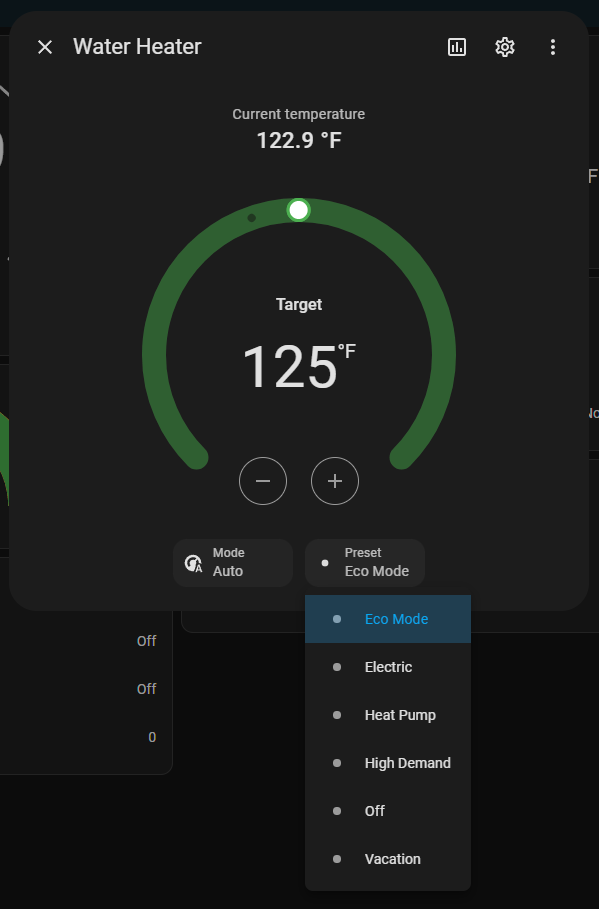 Water Heater
Current temperature
122.9 °F
F
Target
125°F
No
Mode
Auto
Preset
Eco Mode
Eco Mode
Off
Electric
Off
Heat Pump
0
High Demand
Off
Vacation